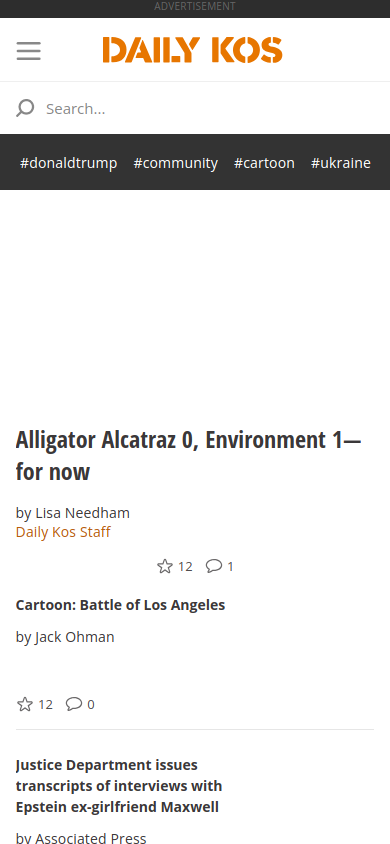 ADVERTISEMENT
DAILY KOS
Search...
#donaldtrump #community #cartoon #ukraine
Alligator Alcatraz 0, Environment 1—
for now
by Lisa Needham
Daily Kos Staff
12 1
Cartoon: Battle of Los Angeles
by Jack Ohman
12 0
Justice Department issues
transcripts of interviews with
Epstein ex-girlfriend Maxwell
by Associated Press